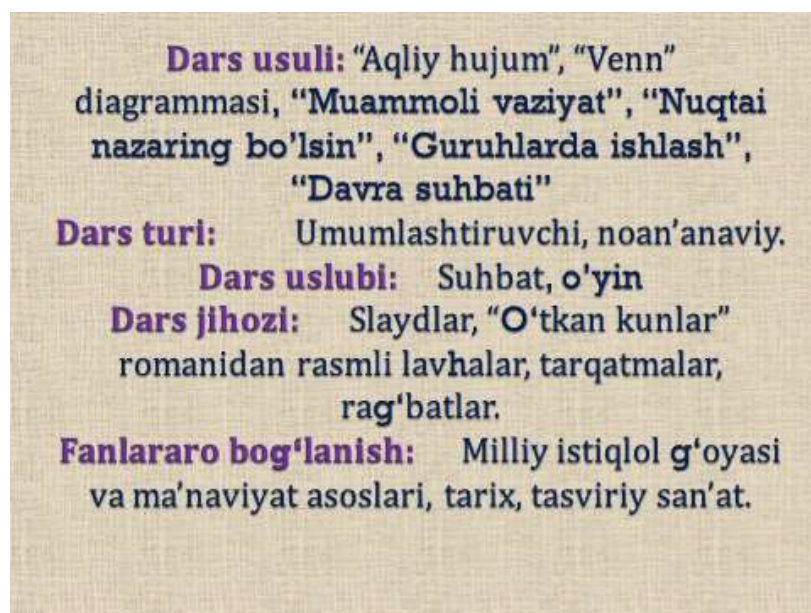 Dars usuli: “Aqliy hujum”, “Venn”
diagrammasi, “Muammoli vaziyat”, “Nuqtai
nazaring bo’lsin”, “Guruhlarda ishlash”,
“Davra suhbati”
Dars turi: Umumlashtiruvchi, noan’anaviy.
Dars uslubi: Suhbat, o’yin
Dars jihozi: Slaydlar, “O‘tkan kunlar”
romanidan rasmli lavhalar, tarqatmalar,
rag‘batlar.
Fanlararo bog‘lanish: Milliy istiqlol g‘oyasi
va ma’naviyat asoslari, tarix, tasviriy san’at.